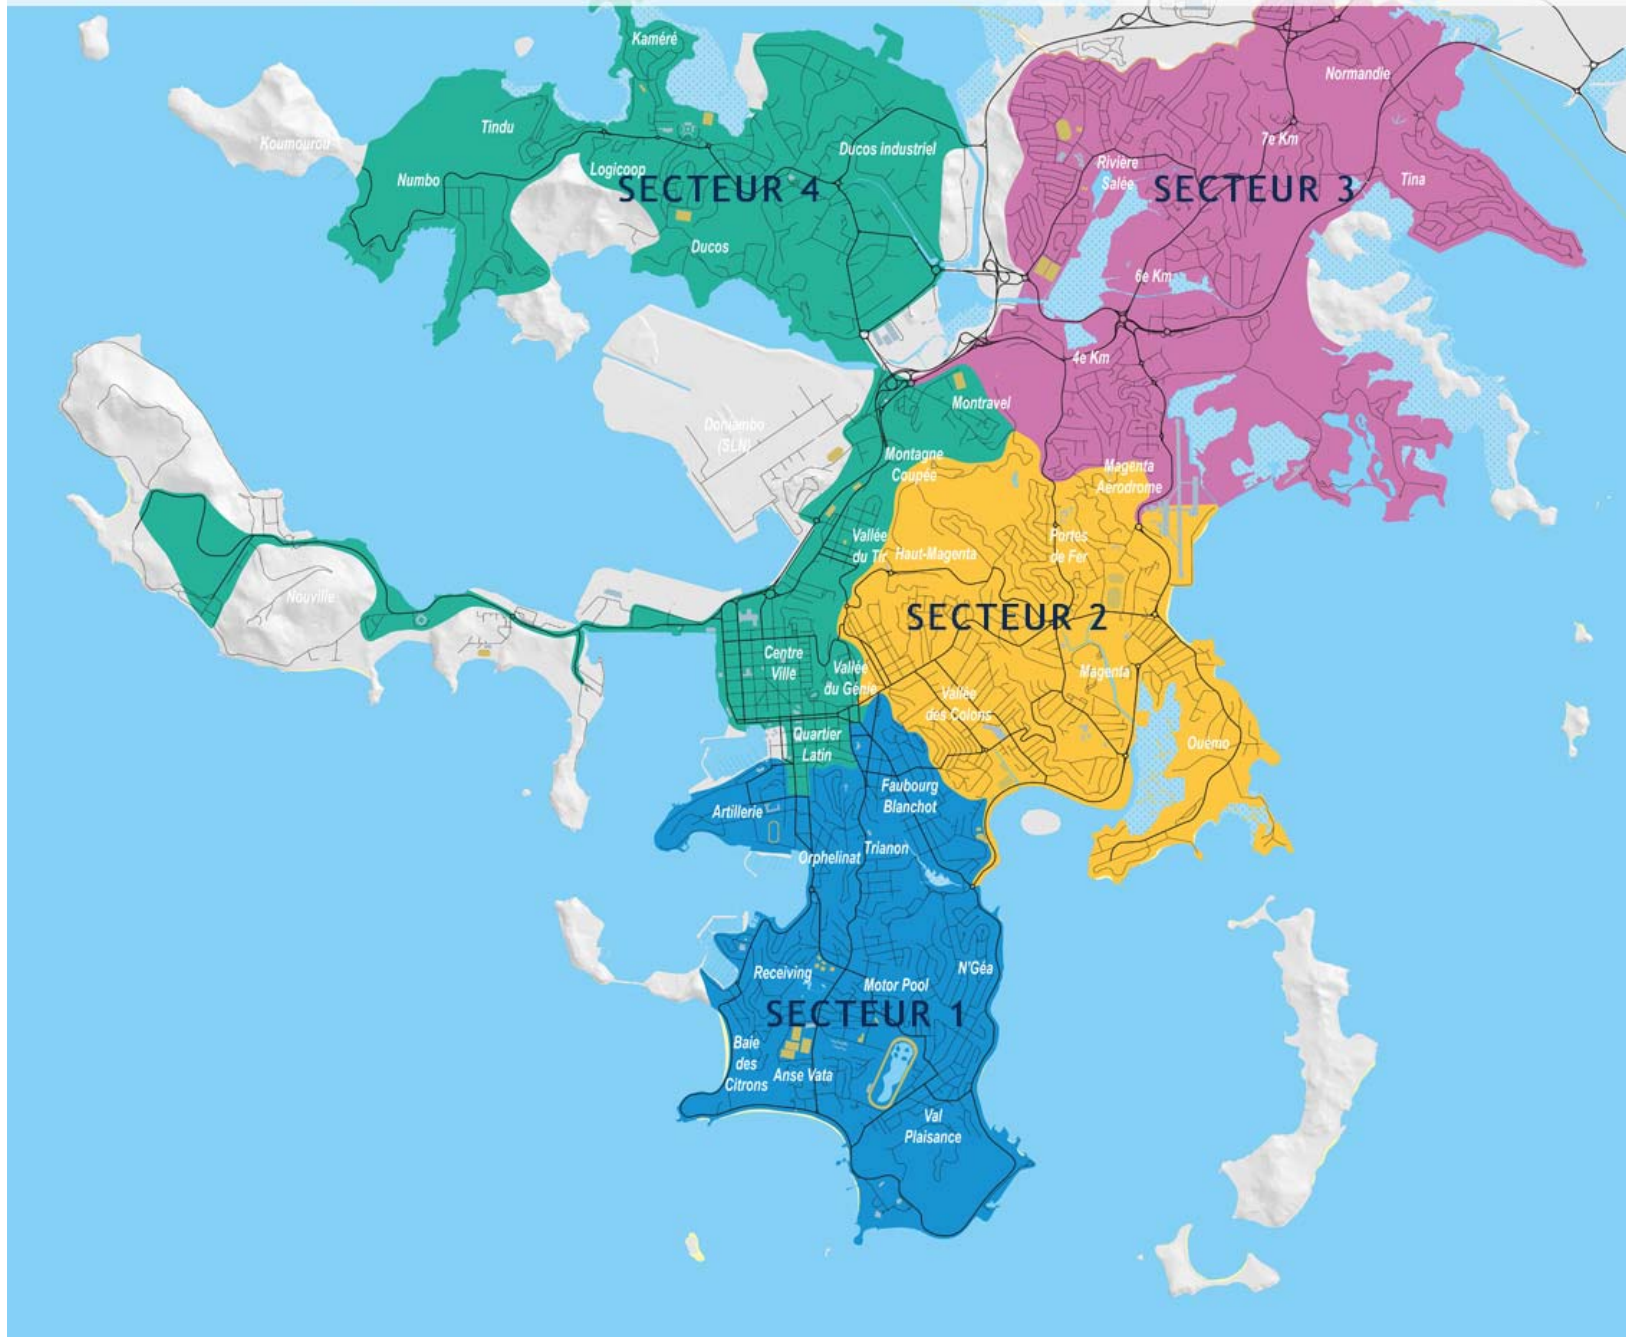 Kaméré
Normandie
Tindu
7e Km
Koumourou
Ducos industriel
Logicoop
Rivière
Salée
Numbo
SECTEUR 4
SECTEUR 3
Tina
Ducos
6e Km
4e Km
Montravel
Doniambo
(SLN)
Montagne
Coupée
Magenta
Aerodrome
Vallée
du Tir
Haut-Magenta
Portes
de Fer
Nouville
SECTEUR 2
Centre
Ville
Vallée
du Génie
Magenta
Vallée
des Colons
Quartier
Latin
Ouémo
Faubourg
Blanchot
Artillerie
Orphelinat
Trianon
Receiving
N'Géa
Motor Pool
SECTEUR 1
Baie
des
Citrons
Anse Vata
Val
Plaisance